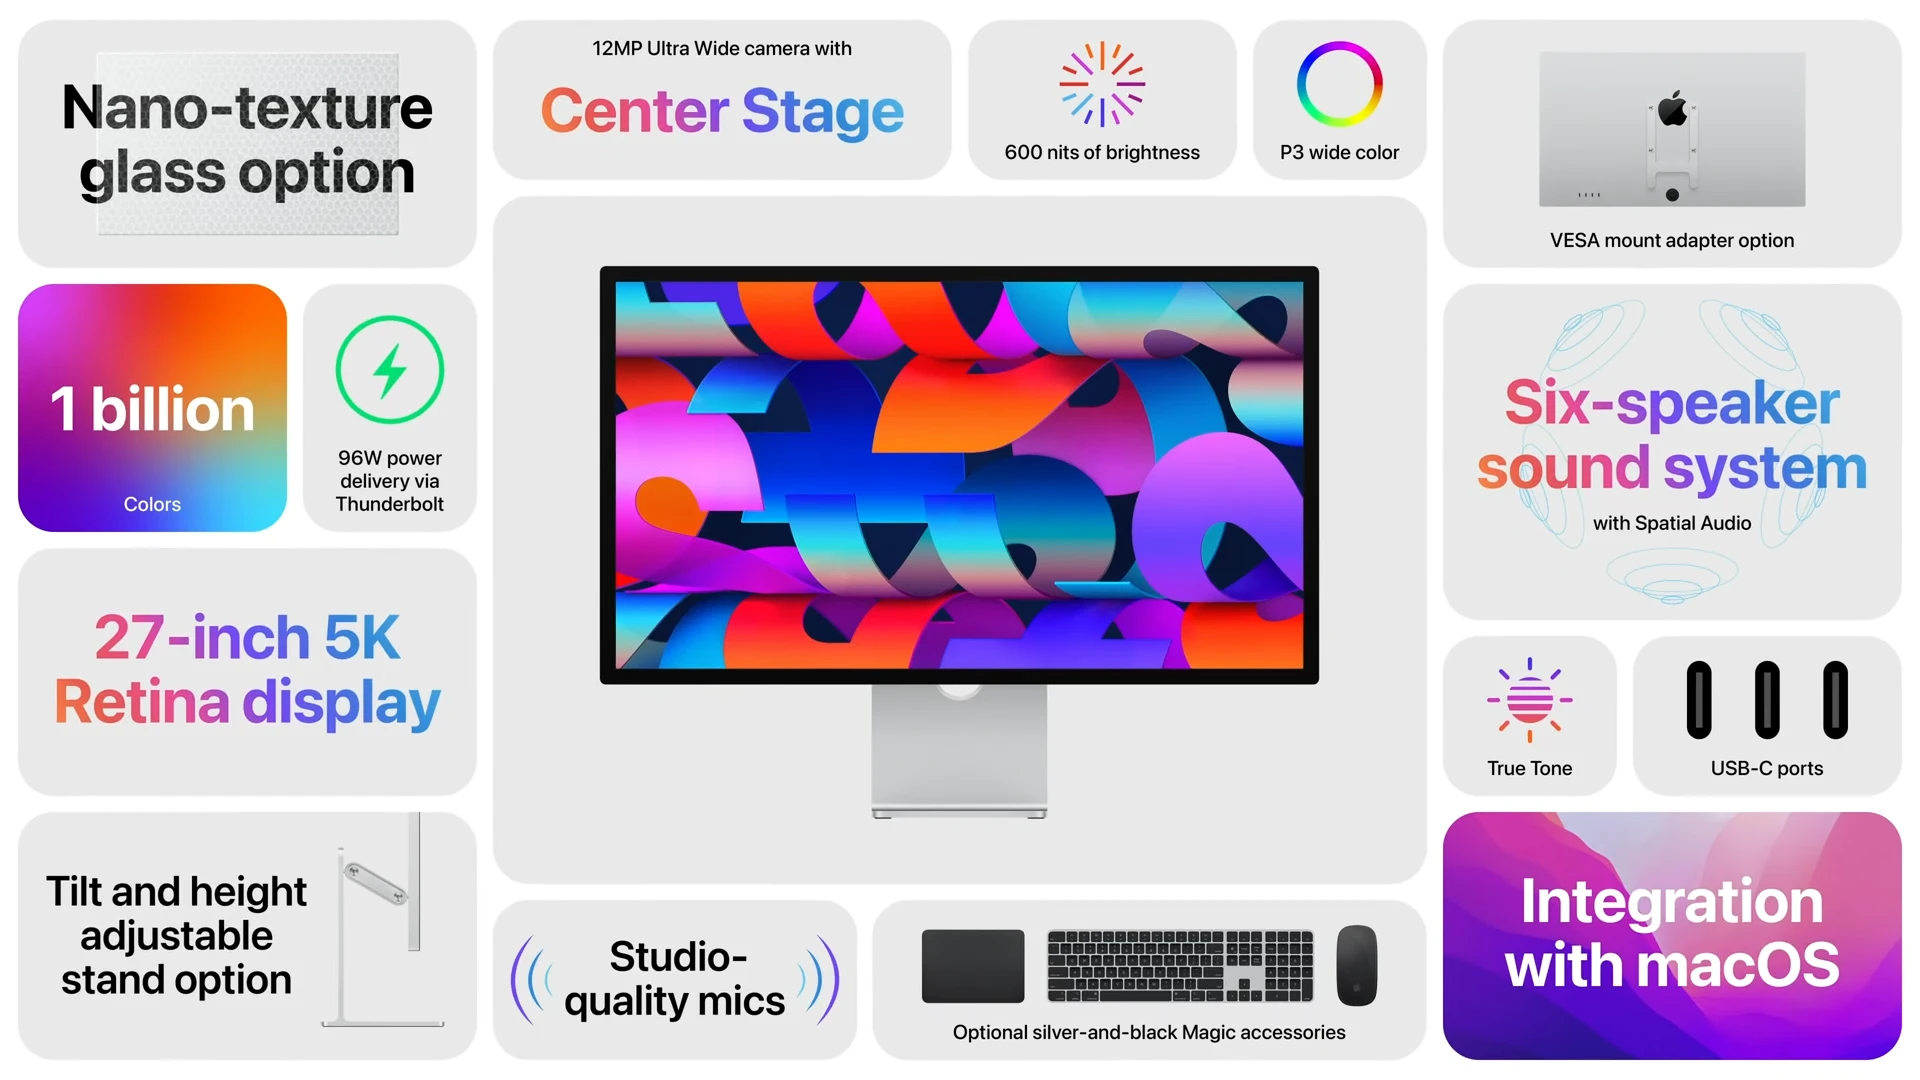 Nano-texture
glass option
12MP Ultra Wide camera with
Center Stage
600 nits of brightness
P3 wide color
VESA mount adapter option
1 billion
Colors
96W power
delivery via
Thunderbolt
Six-speaker
sound system
with Spatial Audio
27-inch 5K
Retina display
True Tone
USB-C ports
Tilt and height
adjustable
stand option
Studio-
quality mics
Optional silver-and-black Magic accessories
Integration
with macOS